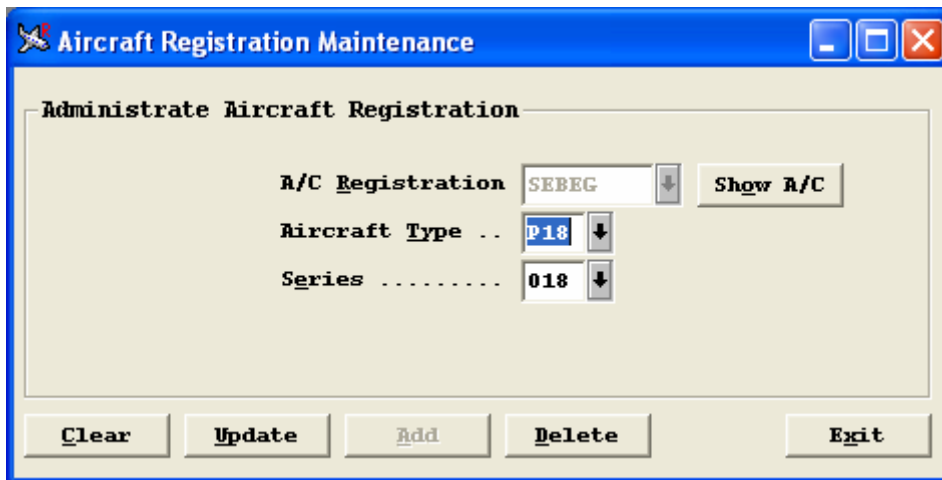 Aircraft Registration Maintenance
Administrate Aircraft Registration
A/C Registration SEBEG Show A/C
Aircraft Type .. P18
Series ......... 018
Clear Update Add Delete Exit